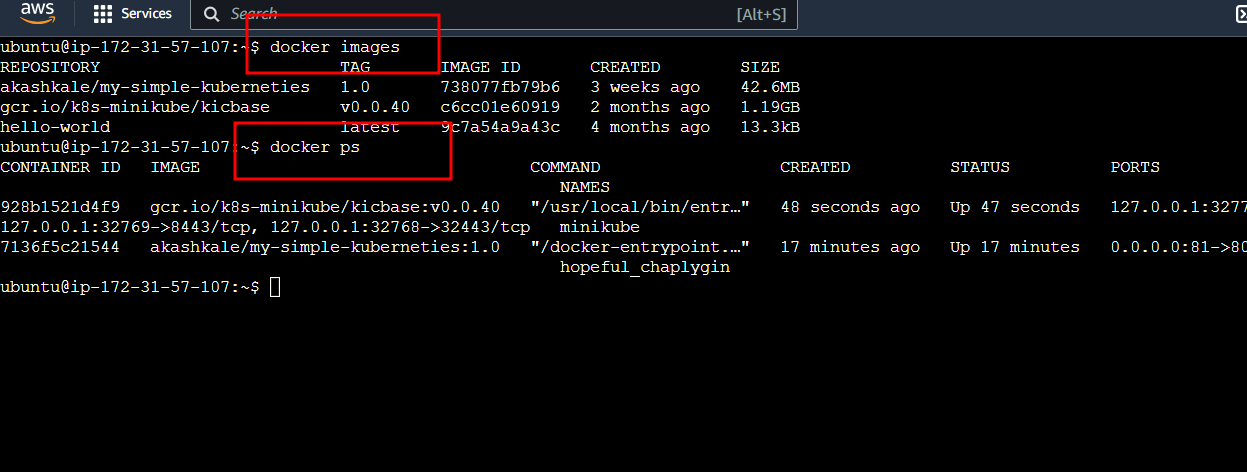 aws Services Search [Alt+S]
ubuntu@ip-172-31-57-107:~$ docker images
REPOSITORY TAG IMAGE ID CREATED SIZE
akashkale/my-simple-kuberneties 1.0 738077fb79b6 3 weeks ago 42.6MB
gcr.io/k8s-minikube/kicbase v0.0.40 c6cc01e60919 2 months ago 1.19GB
hello-world latest 9c7a54a9a43c 4 months ago 13.3kB
ubuntu@ip-172-31-57-107:~$ docker ps
CONTAINER ID IMAGE COMMAND CREATED STATUS PORTS
NAMES
928b1521d4f9 gcr.io/k8s-minikube/kicbase:v0.0.40 "/usr/local/bin/entr…" 48 seconds ago Up 47 seconds 127.0.0.1:3277
127.0.0.1:32769->8443/tcp, 127.0.0.1:32768->32443/tcp minikube
7136f5c21544 akashkale/my-simple-kuberneties:1.0 "/docker-entrypoint.…" 17 minutes ago Up 17 minutes 0.0.0.0:81->80
hopeful_chaplygin
ubuntu@ip-172-31-57-107:~$